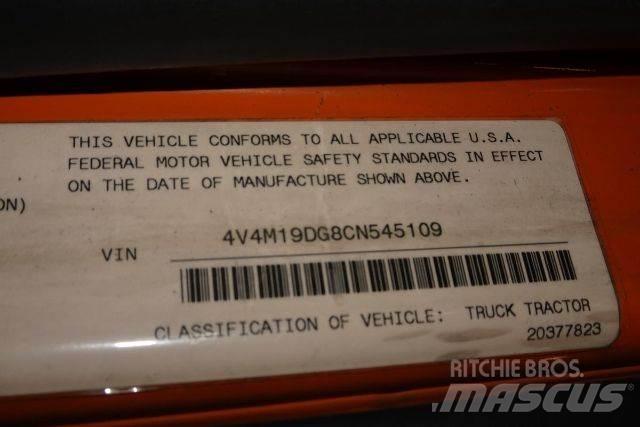 THIS VEHICLE CONFORMS TO ALL APPLICABLE U.S.A.
FEDERAL MOTOR VEHICLE SAFETY STANDARDS IN EFFECT
ON THE DATE OF MANUFACTURE SHOWN ABOVE.
ON)
VIN 4V4M19DG8CN545109
CLASSIFICATION OF VEHICLE: TRUCK TRACTOR
20377823
RITCHIE BROS.
MASCUS